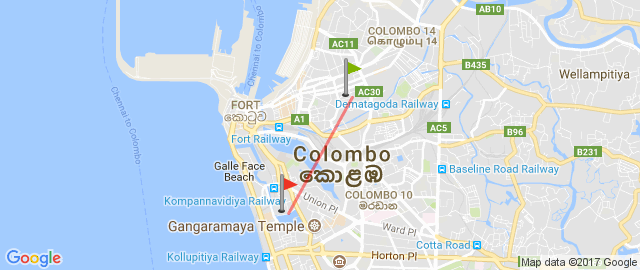 AB10
COLOMBO 14
கொழும்பு 14
AC11
B435
Wellampitiya
Chennai to Colombo
FORT
කොටුව
AC30
Dematagoda Railway
A1
Fort Railway
AC5
B96
B231
Galle Face
Beach
Colombo
කොළඹ
Baseline Road Railway
Chennai to Colombo
Kompannavidiya Railway
Union Pl
COLOMBO 10
මරදාන
Gangaramaya Temple
Ward Pl
Cotta Road
Kollupitiya Railway
Horton Pl
Google
Map data ©2017 Google